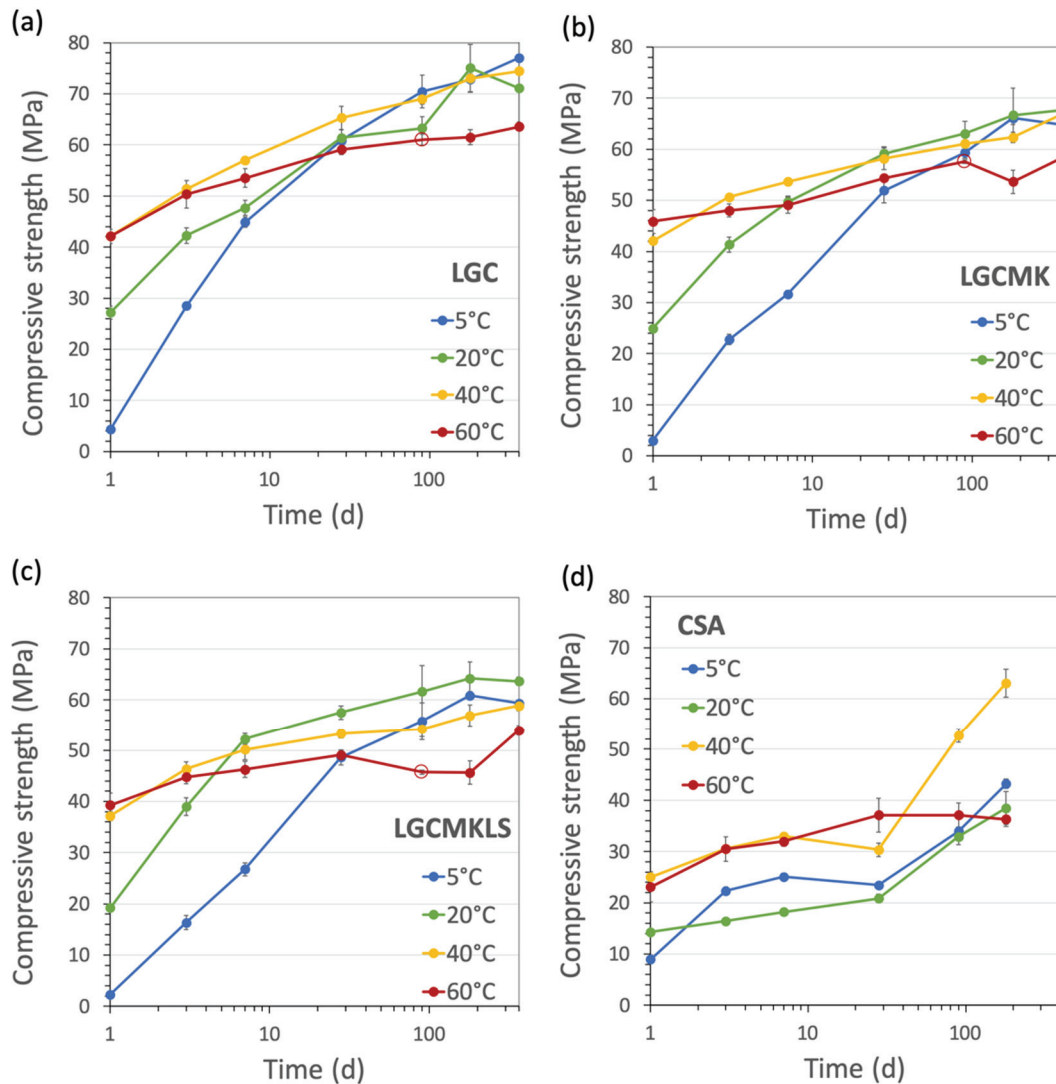 (a)
80
70
60
50
40
30
20
10
0
Compressive strength (MPa)
LGC
5°C
20°C
40°C
60°C
1
10
100
Time (d)
(b)
80
70
60
50
40
30
20
10
0
Compressive strength (MPa)
LGCMK
5°C
20°C
40°C
60°C
1
10
100
Time (d)
(c)
80
70
60
50
40
30
20
10
0
Compressive strength (MPa)
LGCMKLS
5°C
20°C
40°C
60°C
1
10
100
Time (d)
(d)
80
70
60
50
40
30
20
10
0
Compressive strength (MPa)
CSA
5°C
20°C
40°C
60°C
1
10
100
Time (d)